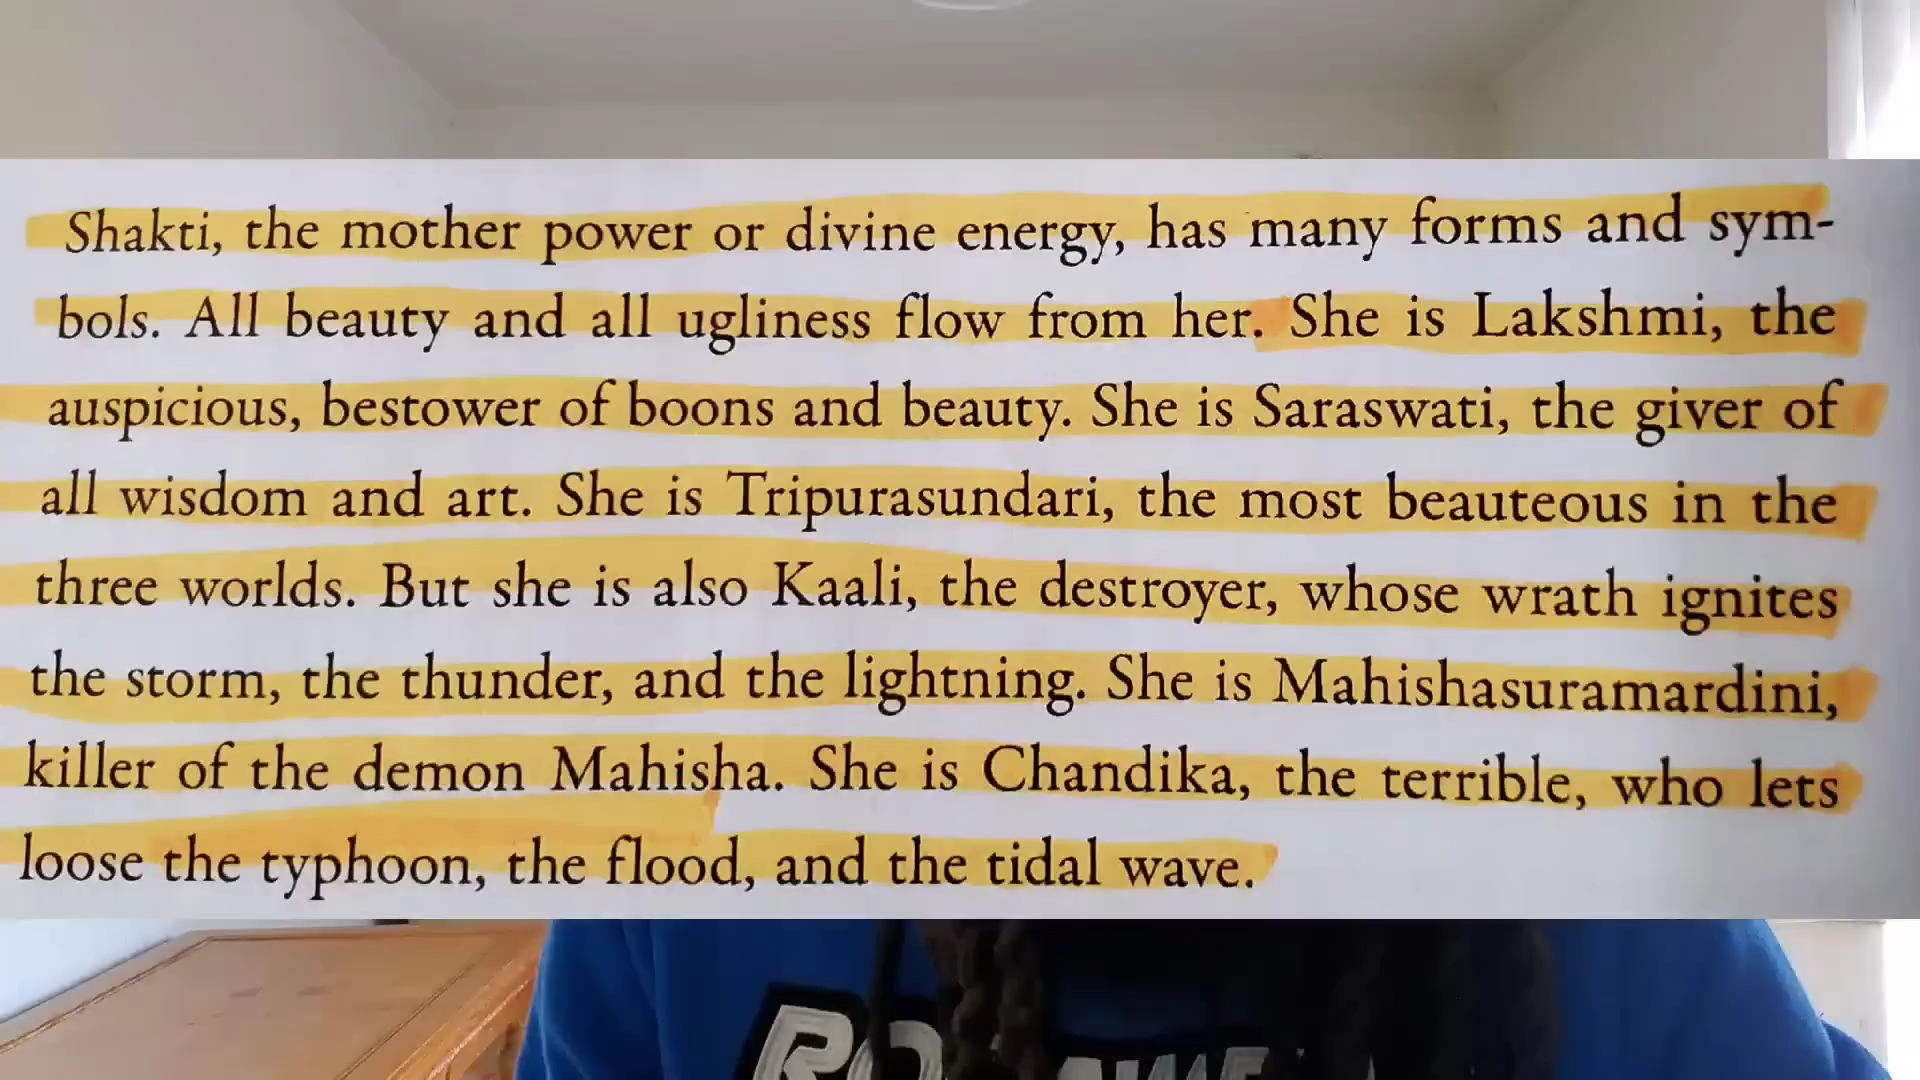 Shakti, the mother power or divine energy, has many forms and sym-
bols. All beauty and all ugliness flow from her. She is Lakshmi, the
auspicious, bestower of boons and beauty. She is Saraswati, the giver of
all wisdom and art. She is Tripurasundari, the most beauteous in the
three worlds. But she is also Kaali, the destroyer, whose wrath ignites
the storm, the thunder, and the lightning. She is Mahishasuramardini,
killer of the demon Mahisha. She is Chandika, the terrible, who lets
loose the typhoon, the flood, and the tidal wave.